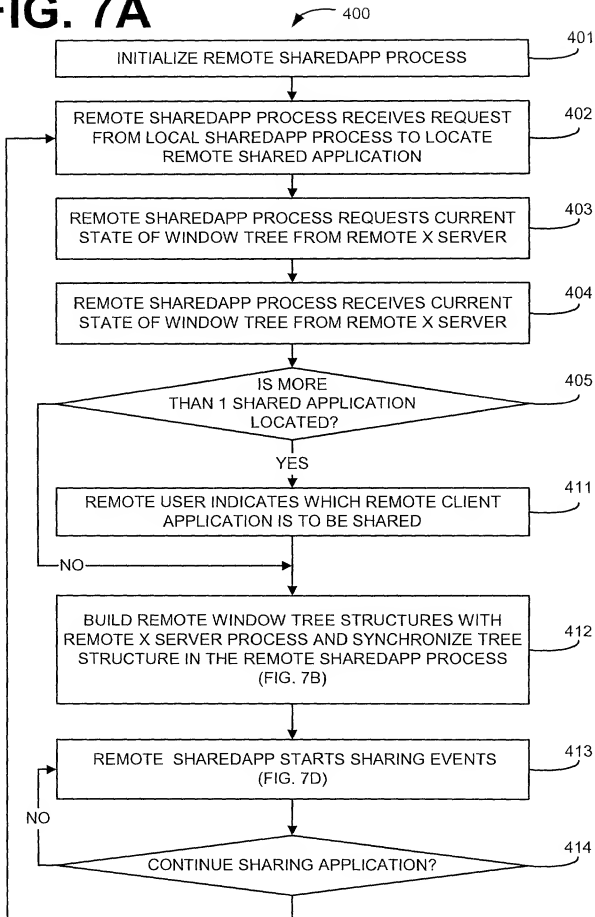 FIG. 7A
400
INITIALIZE REMOTE SHAREDAPP PROCESS
401
REMOTE SHAREDAPP PROCESS RECEIVES REQUEST
FROM LOCAL SHAREDAPP PROCESS TO LOCATE
REMOTE SHARED APPLICATION
402
REMOTE SHAREDAPP PROCESS REQUESTS CURRENT
STATE OF WINDOW TREE FROM REMOTE X SERVER
403
REMOTE SHAREDAPP PROCESS RECEIVES CURRENT
STATE OF WINDOW TREE FROM REMOTE X SERVER
404
IS MORE
THAN 1 SHARED APPLICATION
LOCATED?
405
YES
REMOTE USER INDICATES WHICH REMOTE CLIENT
APPLICATION IS TO BE SHARED
411
NO
BUILD REMOTE WINDOW TREE STRUCTURES WITH
REMOTE X SERVER PROCESS AND SYNCHRONIZE TREE
STRUCTURE IN THE REMOTE SHAREDAPP PROCESS
(FIG. 7B)
412
REMOTE SHAREDAPP STARTS SHARING EVENTS
(FIG. 7D)
413
NO
CONTINUE SHARING APPLICATION?
414